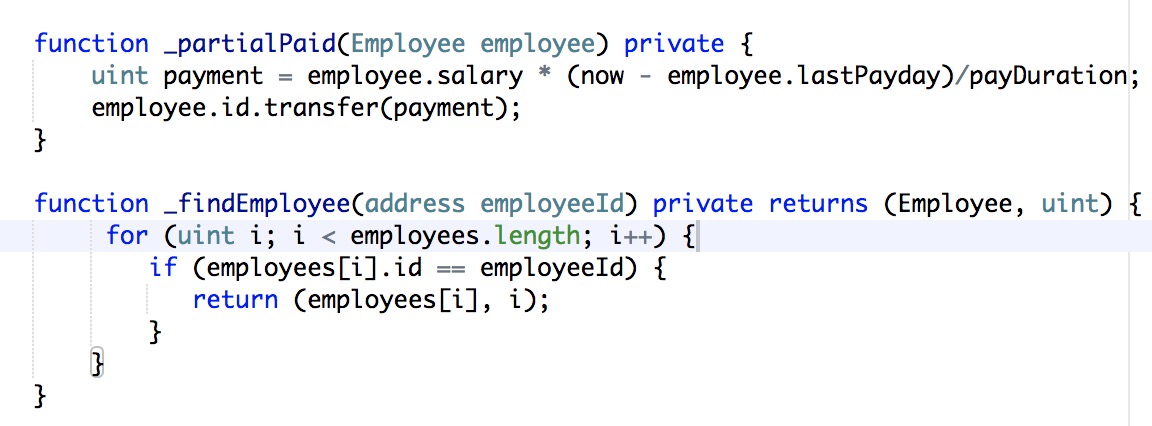 function _partialPaid(Employee employee) private {
uint payment = employee.salary * (now - employee.lastPayday)/payDuration;
employee.id.transfer(payment);
}
function _findEmployee(address employeeId) private returns (Employee, uint) {
for (uint i; i < employees.length; i++) {
if (employees[i].id == employeeId) {
return (employees[i], i);
}
}
}